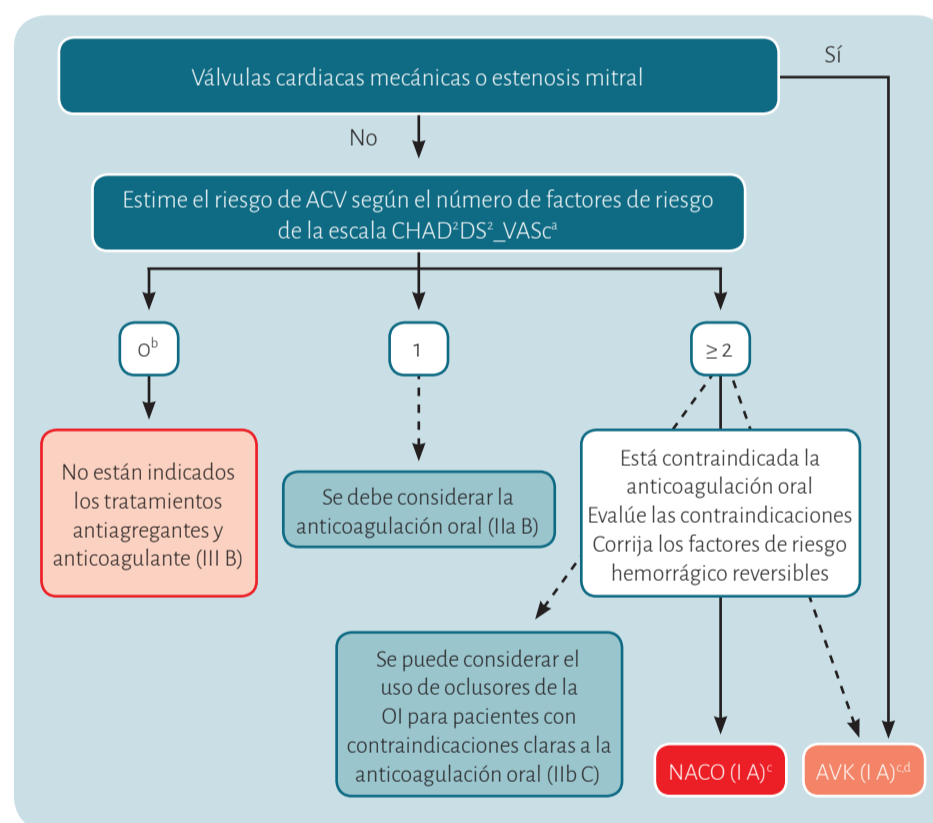 Válvulas cardiacas mecánicas o estenosis mitral
Sí
No
Estime el riesgo de ACV según el número de factores de riesgo
de la escala CHAD²DS²_VAScᵃ
0ᵇ
1
≥ 2
No están indicados
los tratamientos
antiagregantes y
anticoagulante (III B)
Se debe considerar la
anticoagulación oral (IIa B)
Está contraindicada la
anticoagulación oral
Evalúe las contraindicaciones
Corrija los factores de riesgo
hemorrágico reversibles
Se puede considerar el
uso de oclusores de la
OI para pacientes con
contraindicaciones claras a la
anticoagulación oral (IIb C)
NACO (I A)ᶜ
AVK (I A)ᶜ,ᵈ